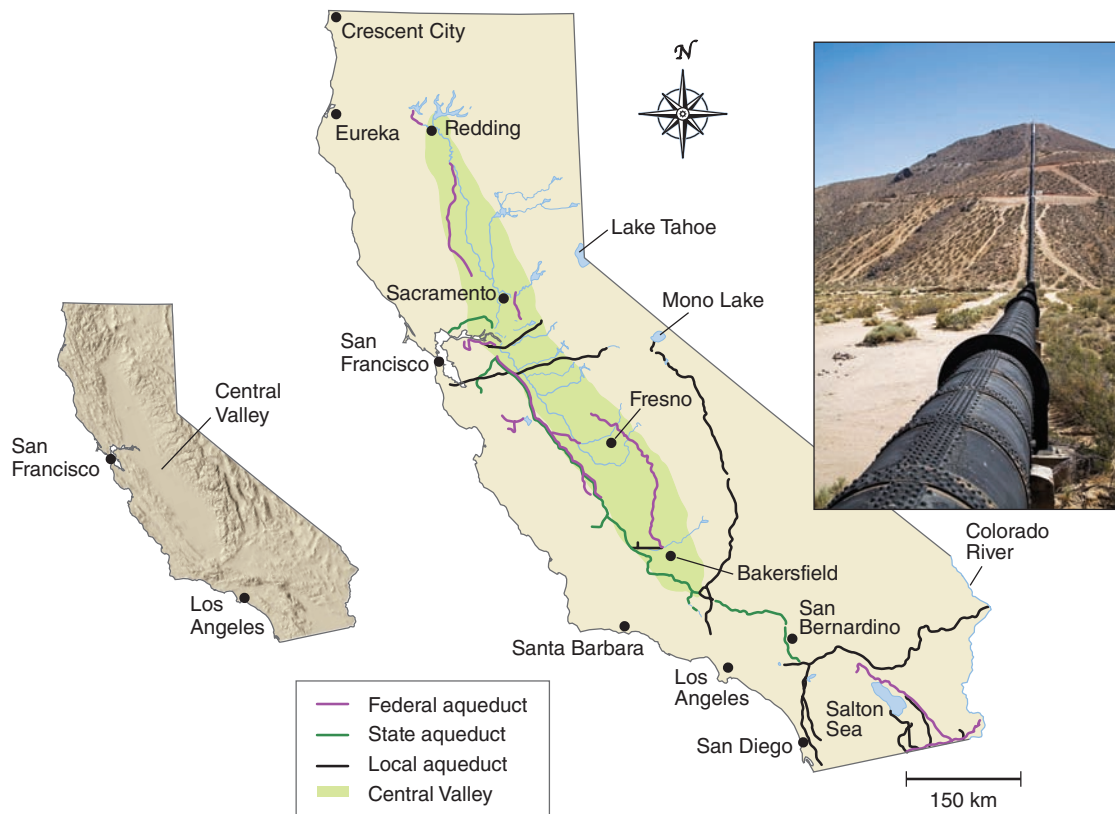 N
Crescent City
Eureka
Redding
Lake Tahoe
Sacramento
Mono Lake
San
Francisco
Fresno
Central
Valley
San
Francisco
Los
Angeles
Colorado
River
Bakersfield
San
Bernardino
Santa Barbara
Los
Angeles
Salton
Sea
San Diego
Federal aqueduct
State aqueduct
Local aqueduct
Central Valley
150 km